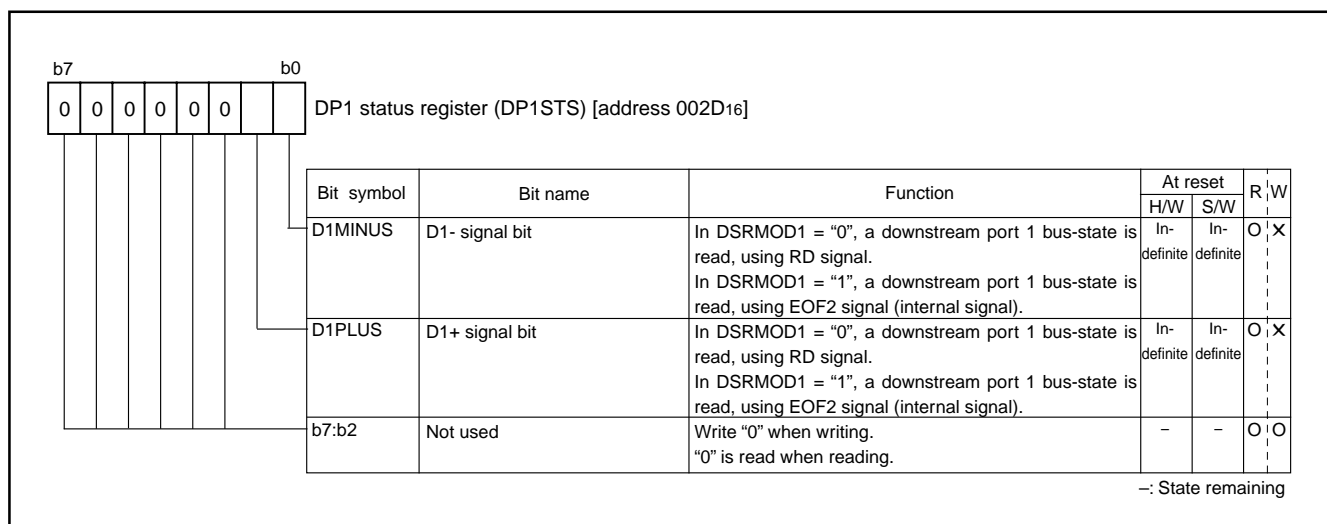 b7 b0
0 0 0 0 0 0
DP1 status register (DP1STS) [address 002D16]
Bit symbol Bit name Function At reset R W
H/W S/W
D1MINUS D1- signal bit In DSRMOD1 = “0”, a downstream port 1 bus-state is In- In- O X
read, using RD signal. definite definite
In DSRMOD1 = “1”, a downstream port 1 bus-state is
read, using EOF2 signal (internal signal).
D1PLUS D1+ signal bit In DSRMOD1 = “0”, a downstream port 1 bus-state is In- In- O X
read, using RD signal. definite definite
In DSRMOD1 = “1”, a downstream port 1 bus-state is
read, using EOF2 signal (internal signal).
b7:b2 Not used Write “0” when writing. – – O O
“0” is read when reading.
–: State remaining